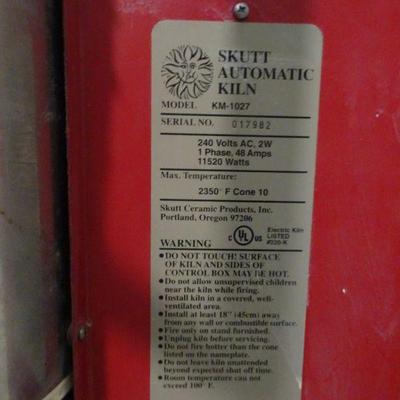 SKUTT
AUTOMATIC
KILN
MODEL KM-1027
SERIAL NO. 017982
240 Volts AC, 2W
1 Phase, 48 Amps
11520 Watts
Max. Temperature:
2350° F Cone 10
Skutt Ceramic Products, Inc.
Portland, Oregon 97206
C UL US
Electric Kiln
LISTED
#220-K
WARNING
• DO NOT TOUCH! SURFACE
OF KILN AND SIDES OF
CONTROL BOX MAY BE HOT.
• Do not allow unsupervised children
near the kiln while firing.
• Install kiln in a covered, well-
ventilated area.
• Install at least 18" (45cm) away
from any wall or combustible surface.
• Fire only on stand furnished.
• Unplug kiln before servicing.
• Do not fire hotter than the cone
listed on the nameplate.
• Do not leave kiln unattended
beyond expected shut off time.
• Room temperature can not
exceed 100° F.